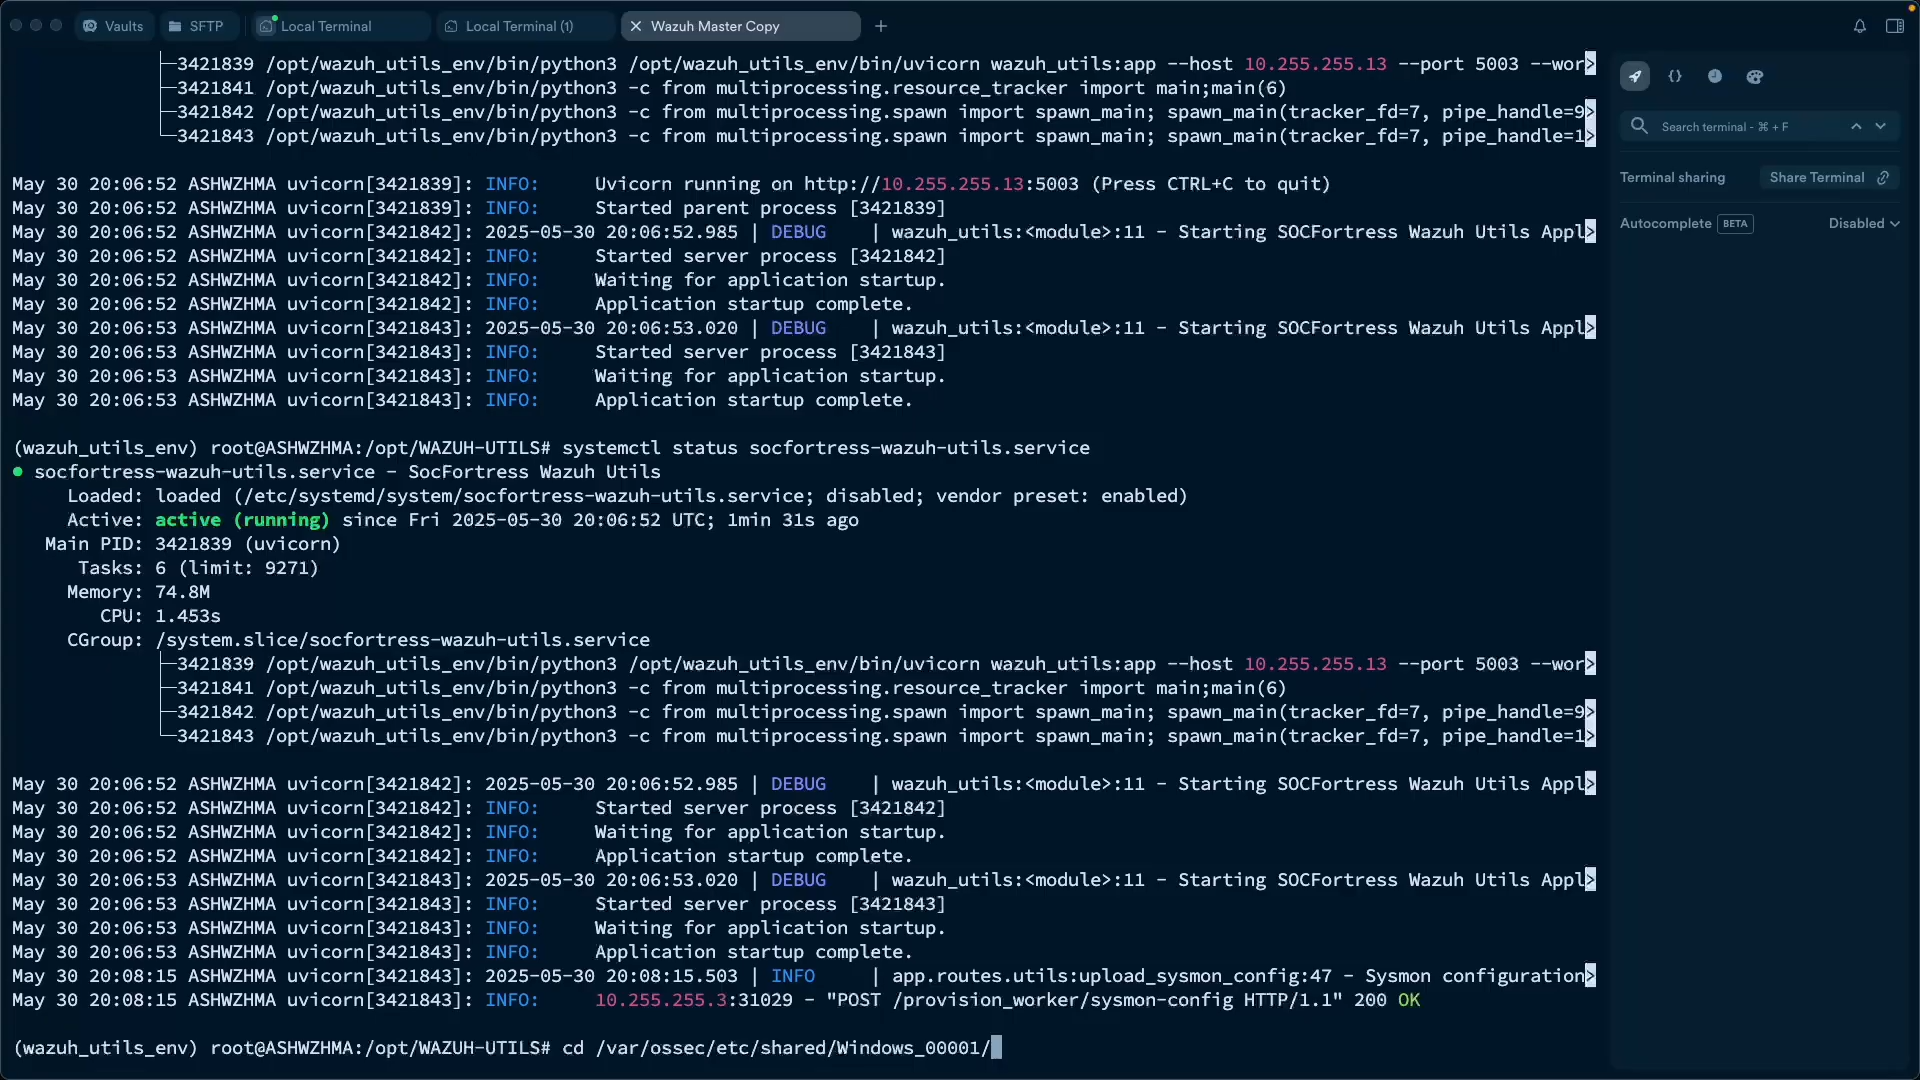 Vaults SFTP Local Terminal Local Terminal (1) Wazuh Master Copy
├─3421839 /opt/wazuh_utils_env/bin/python3 /opt/wazuh_utils_env/bin/uvicorn wazuh_utils:app --host 10.255.255.13 --port 5003 --wor>
├─3421841 /opt/wazuh_utils_env/bin/python3 -c from multiprocessing.resource_tracker import main;main(6)
├─3421842 /opt/wazuh_utils_env/bin/python3 -c from multiprocessing.spawn import spawn_main; spawn_main(tracker_fd=7, pipe_handle=9>
└─3421843 /opt/wazuh_utils_env/bin/python3 -c from multiprocessing.spawn import spawn_main; spawn_main(tracker_fd=7, pipe_handle=1>
May 30 20:06:52 ASHWZHMA uvicorn[3421839]: INFO:     Uvicorn running on http://10.255.255.13:5003 (Press CTRL+C to quit)
May 30 20:06:52 ASHWZHMA uvicorn[3421839]: INFO:     Started parent process [3421839]
May 30 20:06:52 ASHWZHMA uvicorn[3421842]: 2025-05-30 20:06:52.985 | DEBUG    | wazuh_utils:<module>:11 - Starting SOCFortress Wazuh Utils Appl>
May 30 20:06:52 ASHWZHMA uvicorn[3421842]: INFO:     Started server process [3421842]
May 30 20:06:52 ASHWZHMA uvicorn[3421842]: INFO:     Waiting for application startup.
May 30 20:06:52 ASHWZHMA uvicorn[3421842]: INFO:     Application startup complete.
May 30 20:06:53 ASHWZHMA uvicorn[3421843]: 2025-05-30 20:06:53.020 | DEBUG    | wazuh_utils:<module>:11 - Starting SOCFortress Wazuh Utils Appl>
May 30 20:06:53 ASHWZHMA uvicorn[3421843]: INFO:     Started server process [3421843]
May 30 20:06:53 ASHWZHMA uvicorn[3421843]: INFO:     Waiting for application startup.
May 30 20:06:53 ASHWZHMA uvicorn[3421843]: INFO:     Application startup complete.
(wazuh_utils_env) root@ASHWZHMA:/opt/WAZUH-UTILS# systemctl status socfortress-wazuh-utils.service
● socfortress-wazuh-utils.service - SocFortress Wazuh Utils
Loaded: loaded (/etc/systemd/system/socfortress-wazuh-utils.service; disabled; vendor preset: enabled)
Active: active (running) since Fri 2025-05-30 20:06:52 UTC; 1min 31s ago
Main PID: 3421839 (uvicorn)
Tasks: 6 (limit: 9271)
Memory: 74.8M
CPU: 1.453s
CGroup: /system.slice/socfortress-wazuh-utils.service
├─3421839 /opt/wazuh_utils_env/bin/python3 /opt/wazuh_utils_env/bin/uvicorn wazuh_utils:app --host 10.255.255.13 --port 5003 --wor>
├─3421841 /opt/wazuh_utils_env/bin/python3 -c from multiprocessing.resource_tracker import main;main(6)
├─3421842 /opt/wazuh_utils_env/bin/python3 -c from multiprocessing.spawn import spawn_main; spawn_main(tracker_fd=7, pipe_handle=9>
└─3421843 /opt/wazuh_utils_env/bin/python3 -c from multiprocessing.spawn import spawn_main; spawn_main(tracker_fd=7, pipe_handle=1>
May 30 20:06:52 ASHWZHMA uvicorn[3421842]: 2025-05-30 20:06:52.985 | DEBUG    | wazuh_utils:<module>:11 - Starting SOCFortress Wazuh Utils Appl>
May 30 20:06:52 ASHWZHMA uvicorn[3421842]: INFO:     Started server process [3421842]
May 30 20:06:52 ASHWZHMA uvicorn[3421842]: INFO:     Waiting for application startup.
May 30 20:06:52 ASHWZHMA uvicorn[3421842]: INFO:     Application startup complete.
May 30 20:06:53 ASHWZHMA uvicorn[3421843]: 2025-05-30 20:06:53.020 | DEBUG    | wazuh_utils:<module>:11 - Starting SOCFortress Wazuh Utils Appl>
May 30 20:06:53 ASHWZHMA uvicorn[3421843]: INFO:     Started server process [3421843]
May 30 20:06:53 ASHWZHMA uvicorn[3421843]: INFO:     Waiting for application startup.
May 30 20:06:53 ASHWZHMA uvicorn[3421843]: INFO:     Application startup complete.
May 30 20:08:15 ASHWZHMA uvicorn[3421843]: 2025-05-30 20:08:15.503 | INFO     | app.routes.utils:upload_sysmon_config:47 - Sysmon configuration>
May 30 20:08:15 ASHWZHMA uvicorn[3421843]: INFO:     10.255.255.3:31029 - "POST /provision_worker/sysmon-config HTTP/1.1" 200 OK
(wazuh_utils_env) root@ASHWZHMA:/opt/WAZUH-UTILS# cd /var/ossec/etc/shared/Windows_00001/
Search terminal - ⌘ + F
Terminal sharing Share Terminal
Autocomplete BETA Disabled